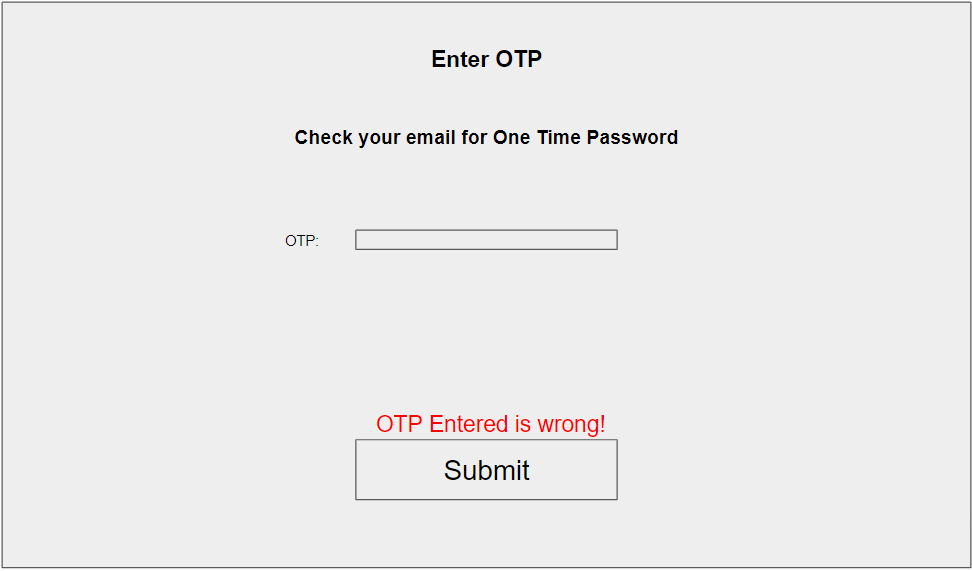 Enter OTP
Check your email for One Time Password
OTP:
OTP Entered is wrong!
Submit